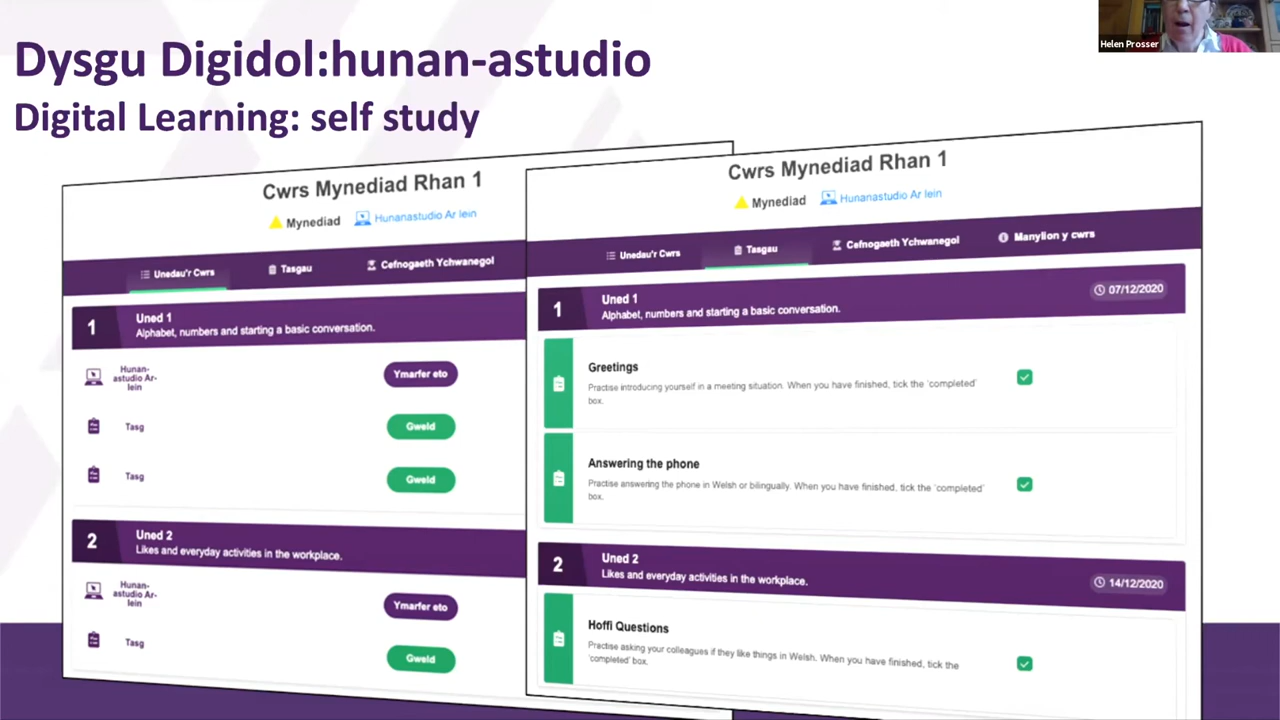 Dysgu Digidol:hunan-astudio
Digital Learning: self study
Helen Prosser
Cwrs Mynediad Rhan 1
Mynediad
Hunanastudio Ar lein
Unedau'r Cwrs
Tasgau
Cefnogaeth Ychwanegol
1
Uned 1
Alphabet, numbers and starting a basic conversation.
Hunan-
astudio Ar-
lein
Ymarfer eto
Tasg
Gweld
Tasg
Gweld
2
Uned 2
Likes and everyday activities in the workplace.
Hunan-
astudio Ar-
lein
Ymarfer eto
Tasg
Gweld
Cwrs Mynediad Rhan 1
Mynediad
Hunanastudio Ar lein
Unedau'r Cwrs
Tasgau
Cefnogaeth Ychwanegol
Manylion y cwrs
1
Uned 1
Alphabet, numbers and starting a basic conversation.
07/12/2020
Greetings
Practise introducing yourself in a meeting situation. When you have finished, tick the 'completed'
box.
Answering the phone
Practise answering the phone in Welsh or bilingually. When you have finished, tick the 'completed'
box.
2
Uned 2
Likes and everyday activities in the workplace.
14/12/2020
Hoffi Questions
Practise asking your colleagues if they like things in Welsh. When you have finished, tick the
'completed' box.